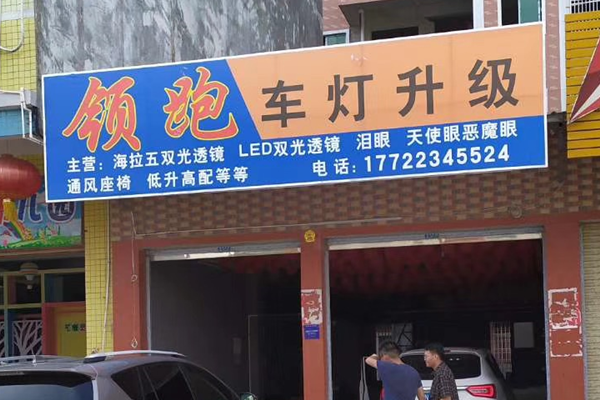 领跑 车灯升级
主营：海拉五双光透镜 LED双光透镜 泪眼 天使眼恶魔眼
通风座椅 低升高配等等 电话：17722345524